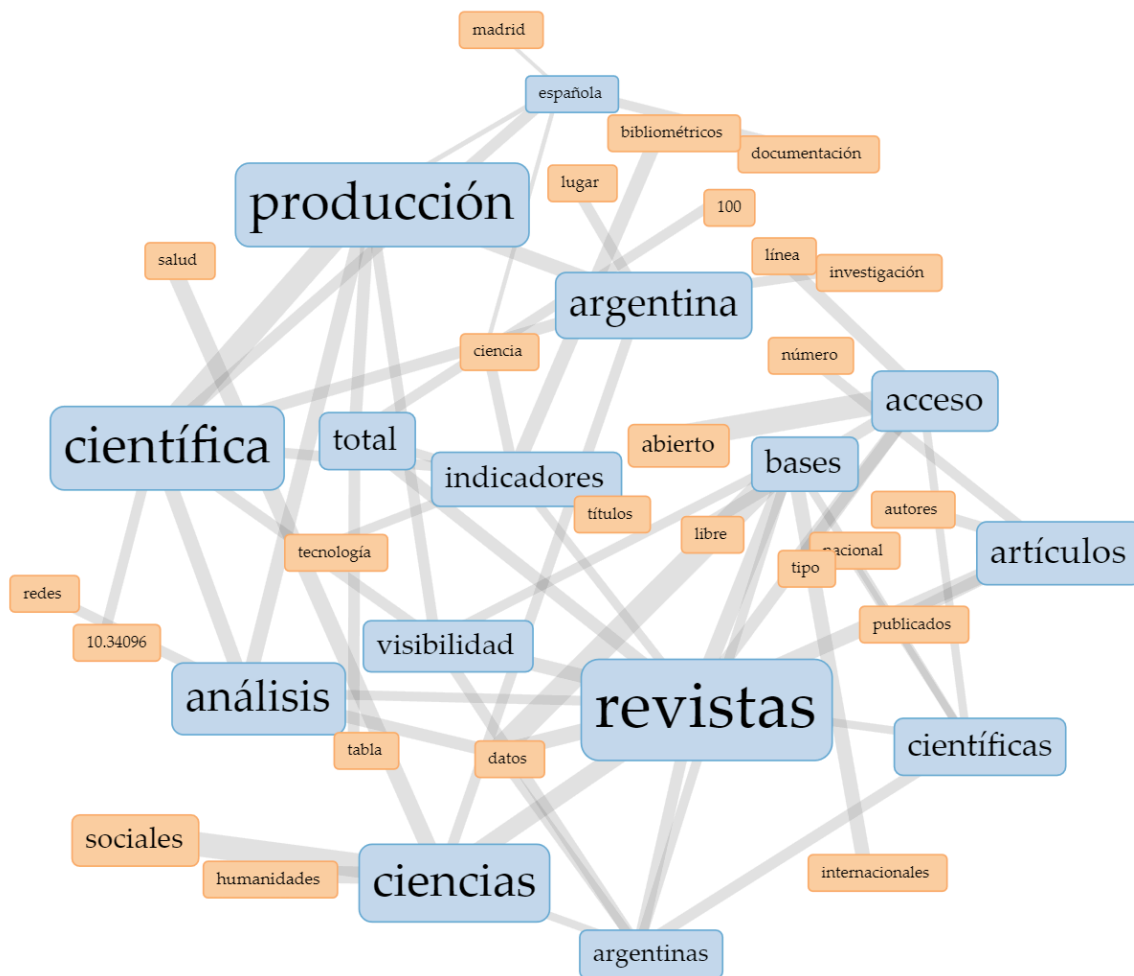 madrid
española
bibliométricos
documentación
lugar
producción
100
salud
línea
investigación
argentina
ciencia
número
acceso
científica
total
abierto
bases
indicadores
títulos
autores
libre
nacional
tipo
artículos
tecnología
redes
10.34096
publicados
visibilidad
análisis
revistas
científicas
tabla
datos
sociales
humanidades
ciencias
internacionales
argentinas